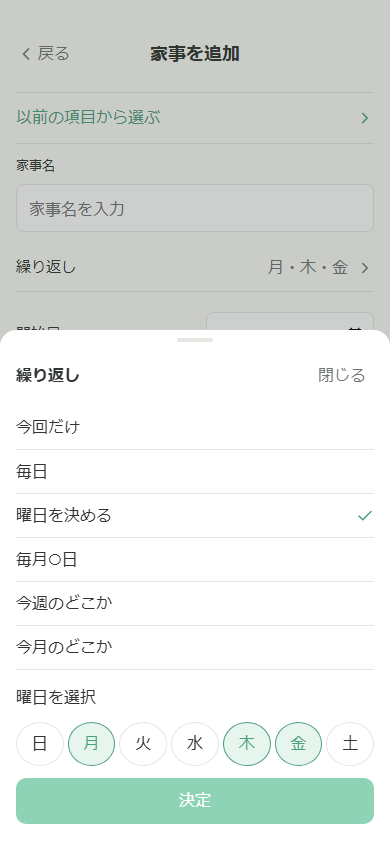 戻る
家事を追加
以前の項目から選ぶ
家事名
家事名を入力
繰り返し
月・木・金
繰り返し
閉じる
今回だけ
毎日
曜日を決める
毎月○日
今週のどこか
今月のどこか
曜日を選択
日 月 火 水 木 金 土
決定